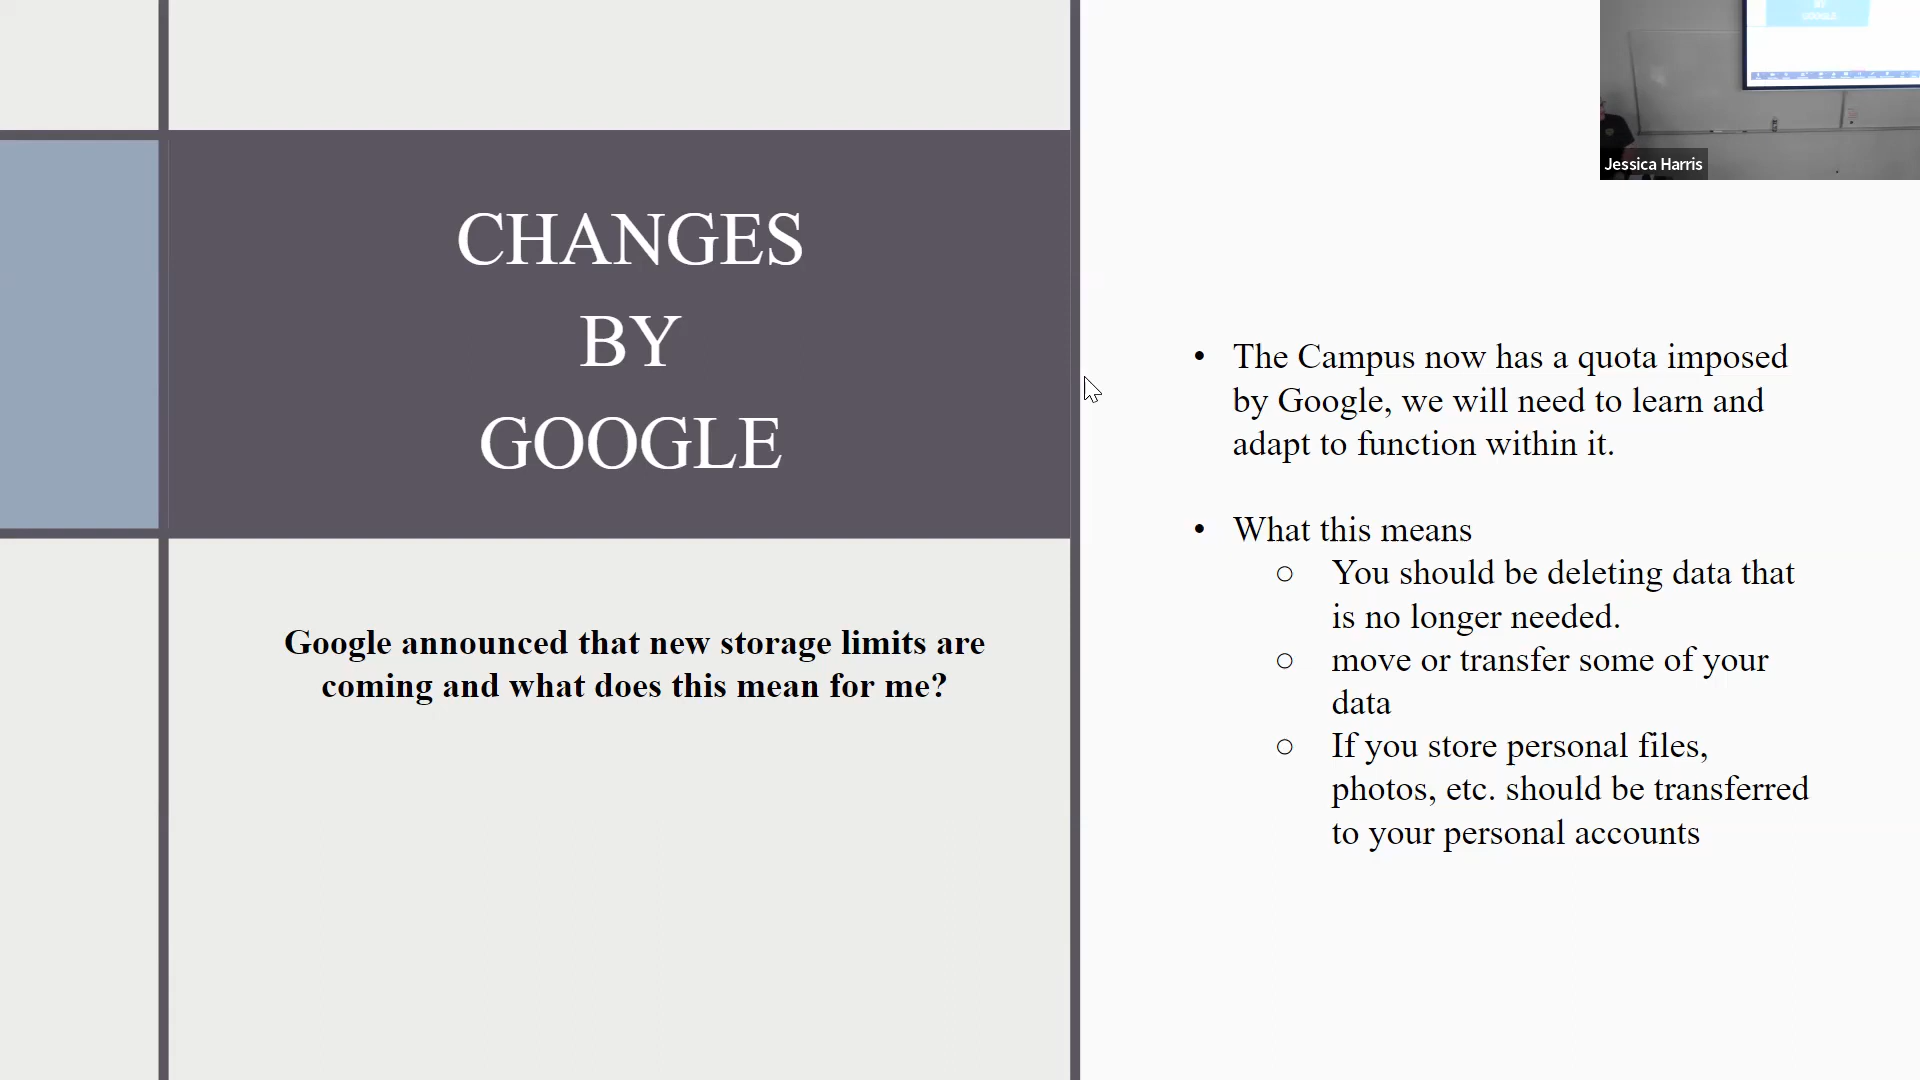 CHANGES
BY
GOOGLE
Google announced that new storage limits are
coming and what does this mean for me?
• The Campus now has a quota imposed
by Google, we will need to learn and
adapt to function within it.
• What this means
○ You should be deleting data that
is no longer needed.
○ move or transfer some of your
data
○ If you store personal files,
photos, etc. should be transferred
to your personal accounts
BY
GOOGLE
Jessica Harris